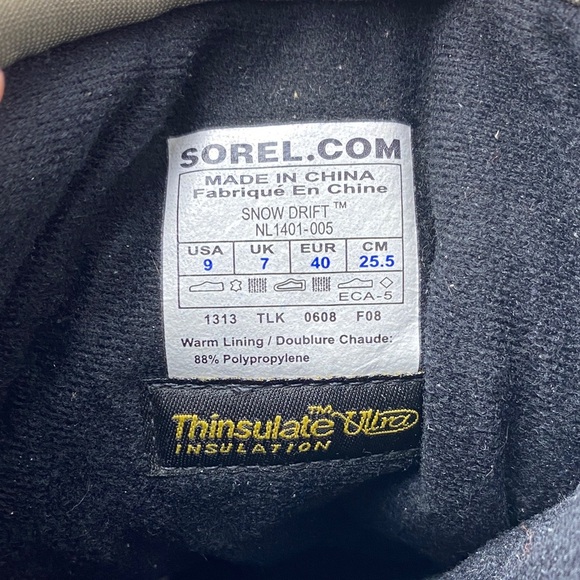 SOREL.COM
MADE IN CHINA
Fabriqué En Chine
SNOW DRIFT™
NL1401-005
USA UK EUR CM
9 7 40 25.5
ECA-5
1313 TLK 0608 F08
Warm Lining / Doublure Chaude:
88% Polypropylene
Thinsulate™ Ultra
INSULATION